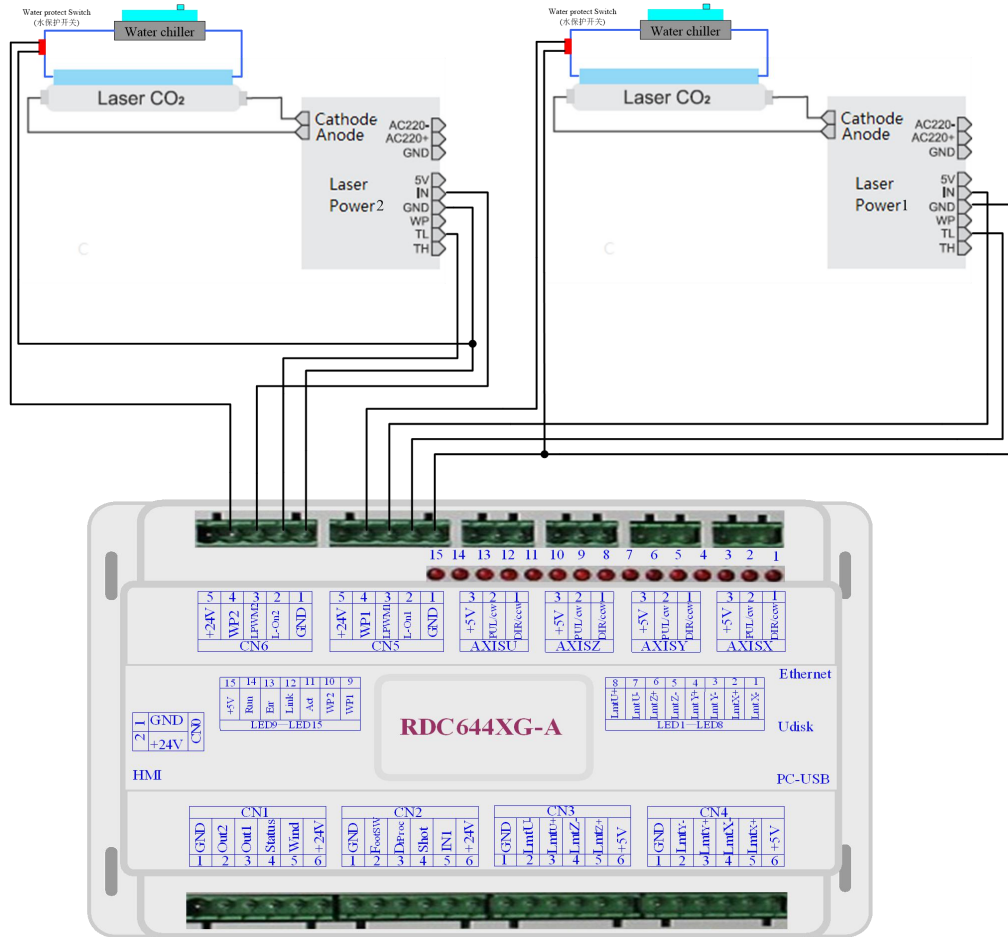 Water protect Switch
(水保护开关)
Water chiller
Laser CO₂
Cathode
Anode
AC220-
AC220+
GND
Laser
Power2
5V
IN
GND
WP
TL
TH
C
Water protect Switch
(水保护开关)
Water chiller
Laser CO₂
Cathode
Anode
AC220-
AC220+
GND
Laser
Power1
5V
IN
GND
WP
TL
TH
C
15 14 13 12 11 10 9 8 7 6 5 4 3 2 1
5 4 3 2 1
+24V WP2 LPWM2 L-On2 GND
CN6
5 4 3 2 1
+24V WP1 LPWM1 L-On1 GND
CN5
3 2 1
+5V PUL/cw DIR/ccw
AXISU
3 2 1
+5V PUL/cw DIR/ccw
AXISZ
3 2 1
+5V PUL/cw DIR/ccw
AXISY
3 2 1
+5V PUL/cw DIR/ccw
AXISX
Ethernet
15 14 13 12 11 10 9
+5V Run Err Link Act WP2 WP1
LED9—LED15
RDC644XG-A
8 7 6 5 4 3 2 1
LmtU+ LmtU- LmtZ+ LmtZ- LmtY+ LmtY- LmtX+ LmtX-
LED1—LED8
Udisk
1 GND
2 +24V
CN0
HMI
PC-USB
CN1
GND Out2 Out1 Status Wind +24V
1 2 3 4 5 6
CN2
GND FootSW DrProc Shot IN1 +24V
1 2 3 4 5 6
CN3
GND LmtU- LmtU+ LmtZ- LmtZ+ +5V
1 2 3 4 5 6
CN4
GND LmtY- LmtY+ LmtX- LmtX+ +5V
1 2 3 4 5 6